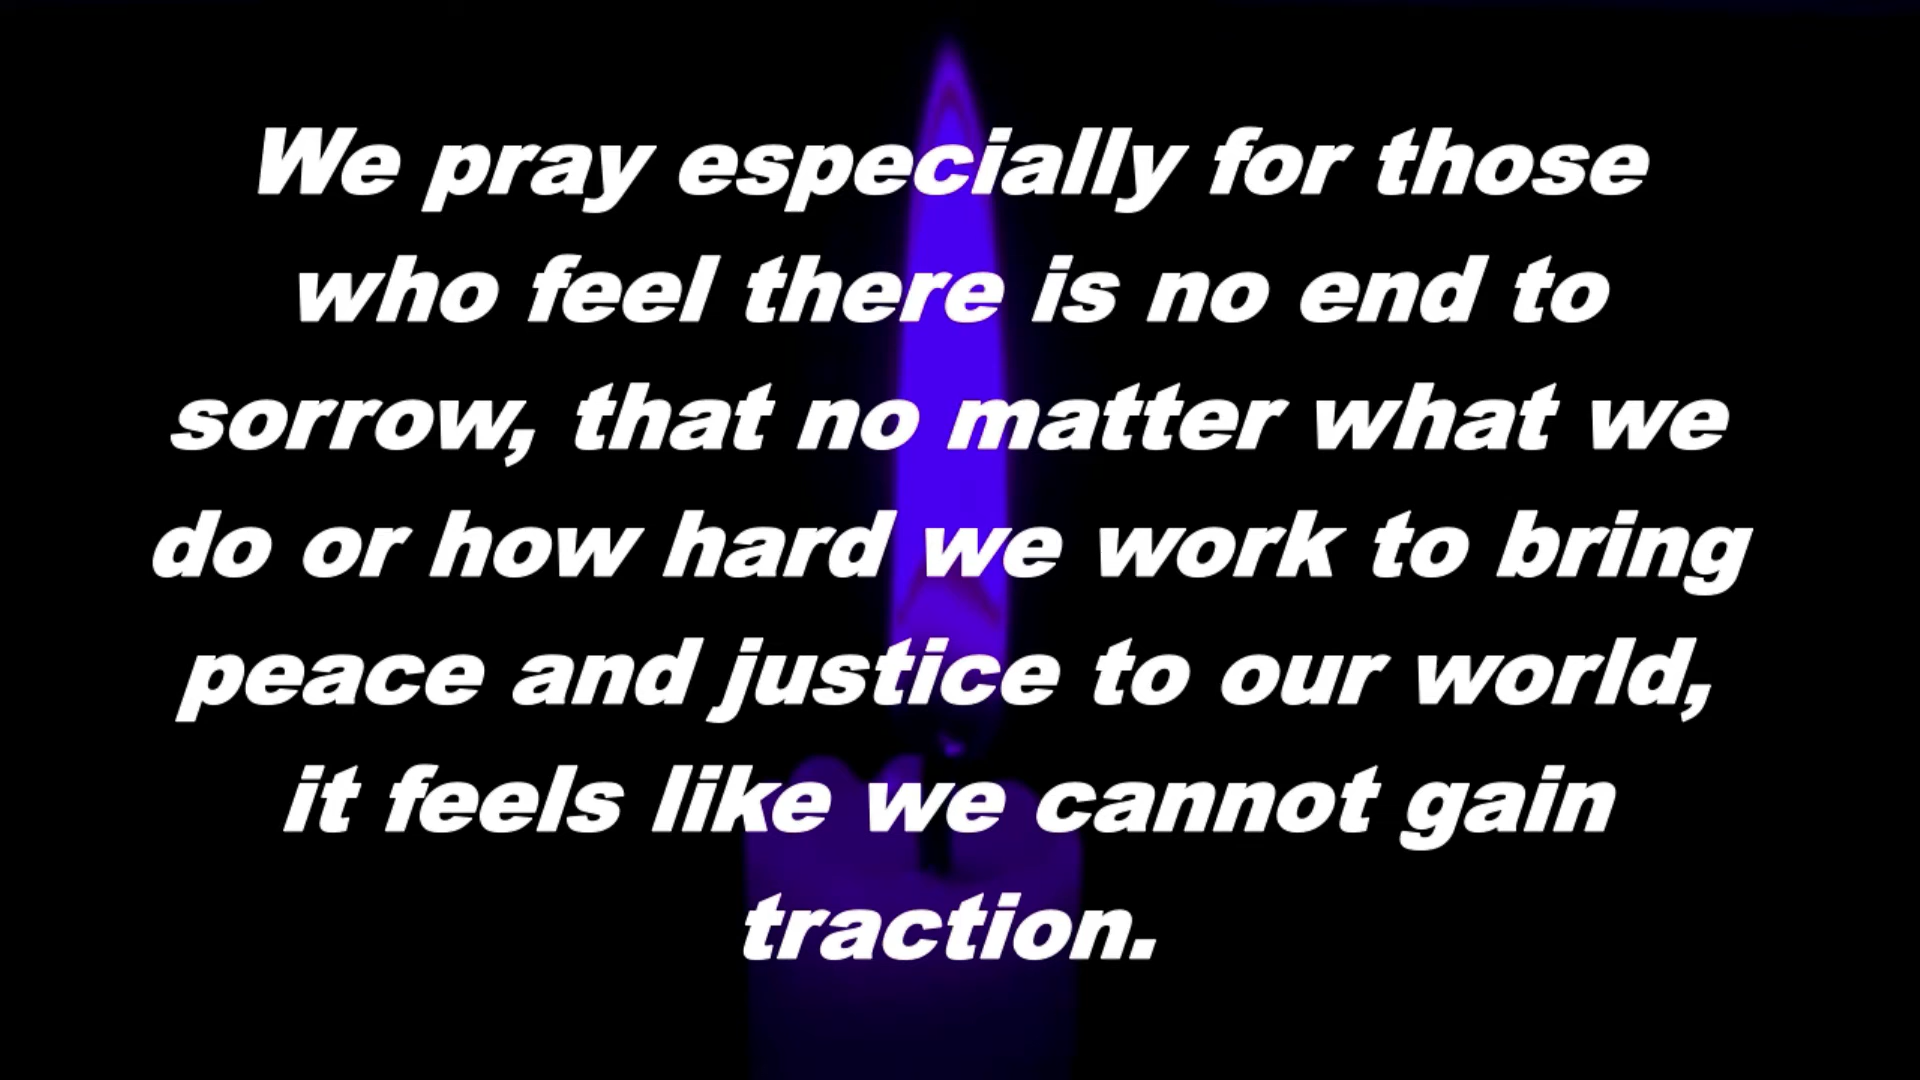 We pray especially for those
who feel there is no end to
sorrow, that no matter what we
do or how hard we work to bring
peace and justice to our world,
it feels like we cannot gain
traction.